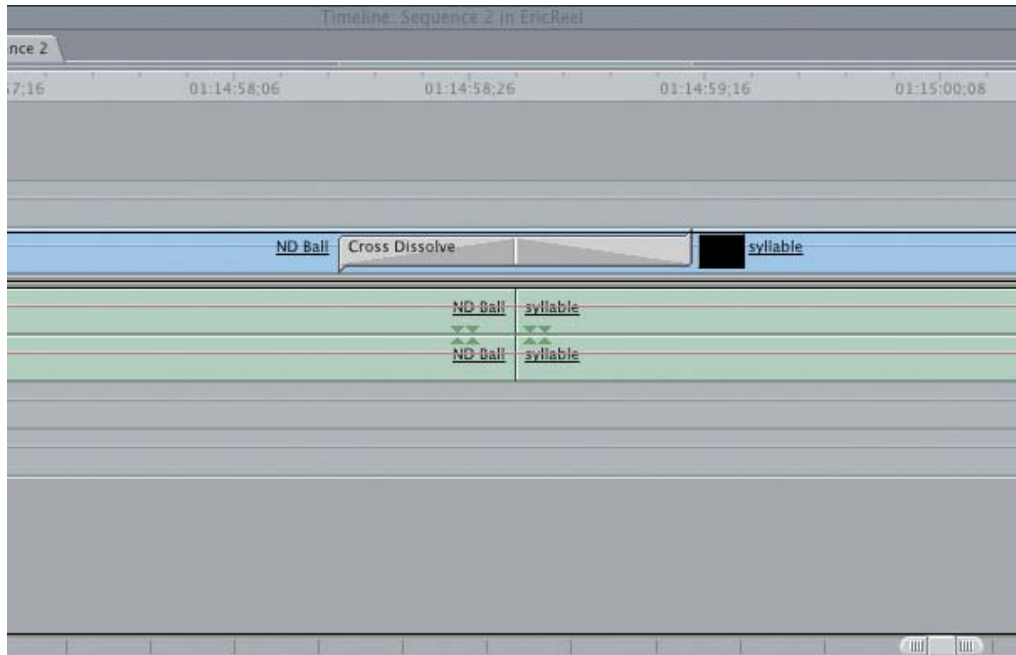 Timeline: Sequence 2 in EricReel
nce 2
7;16 01:14:58;06 01:14:58;26 01:14:59;16 01:15:00;08
ND Ball Cross Dissolve syllable
ND Ball syllable
ND Ball syllable